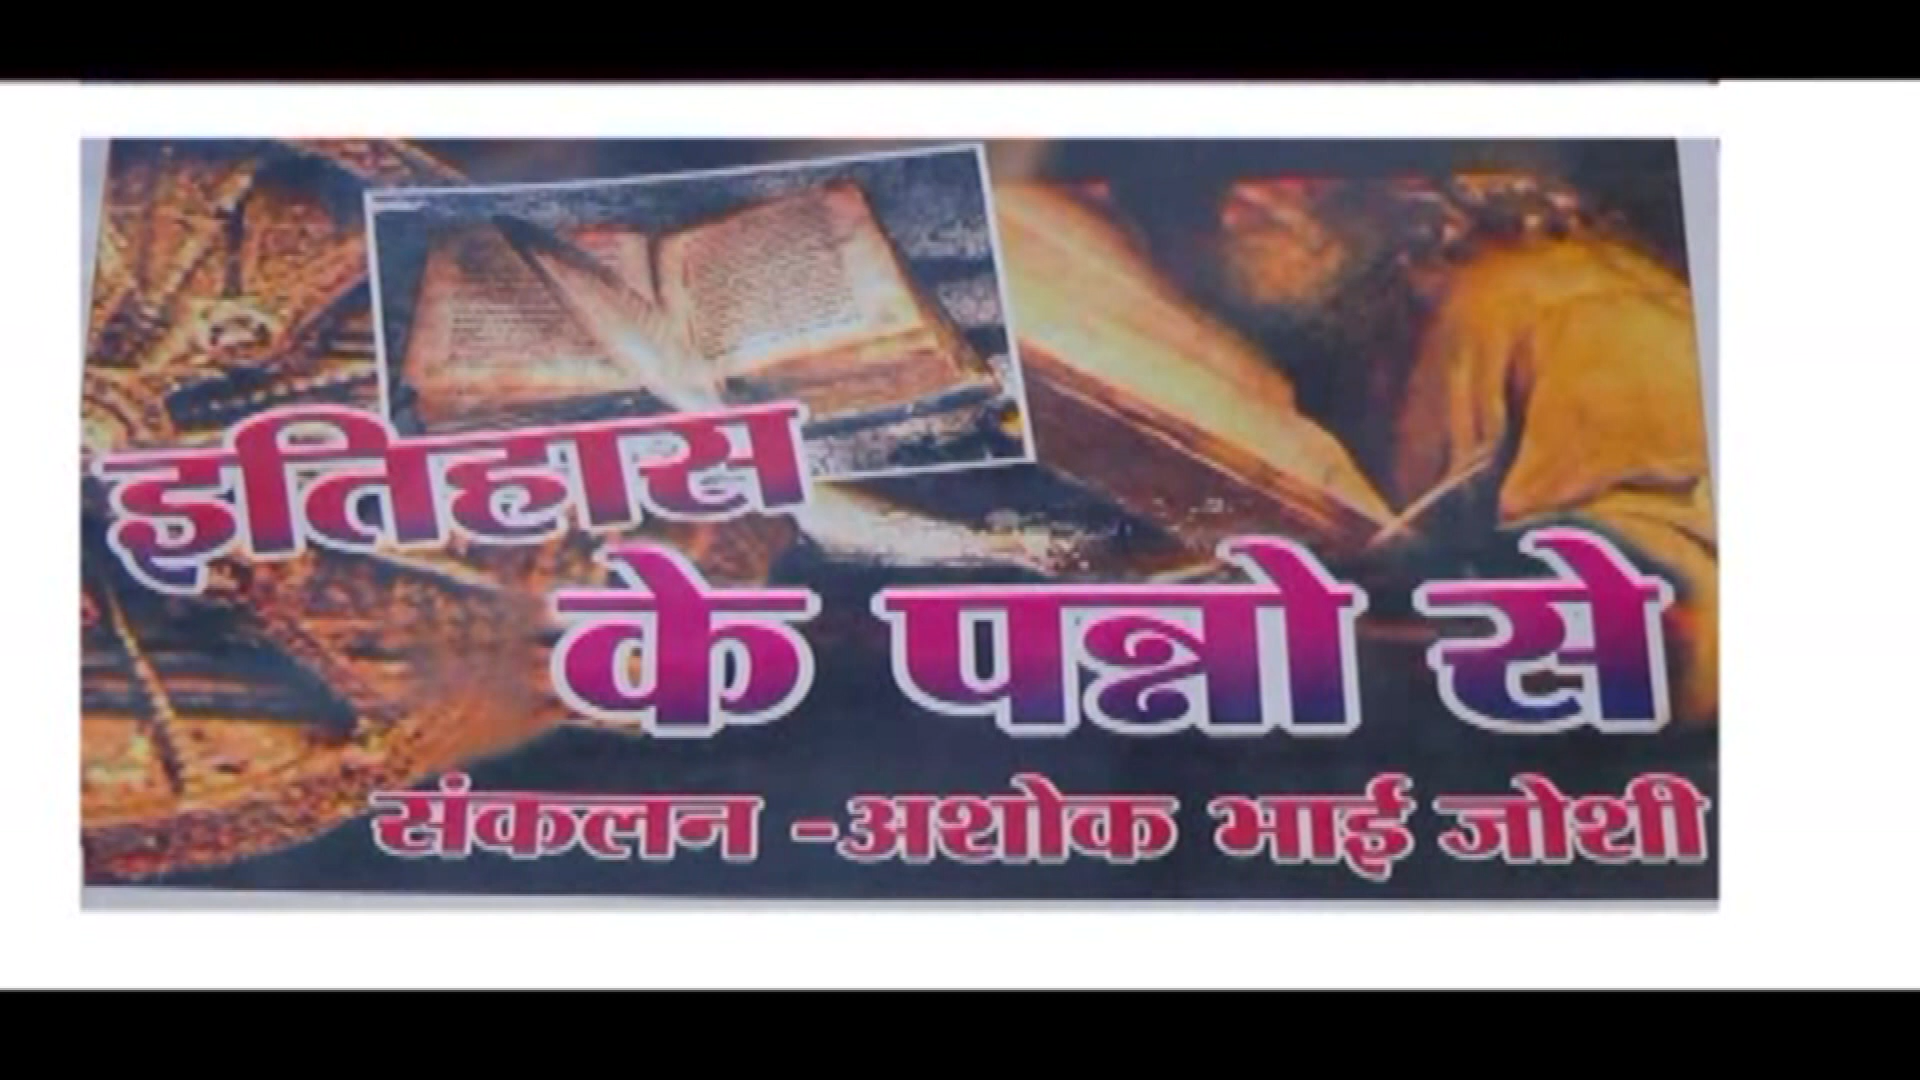 इतिहास
के पन्नो से
संकलन -अशोक भाई जोशी